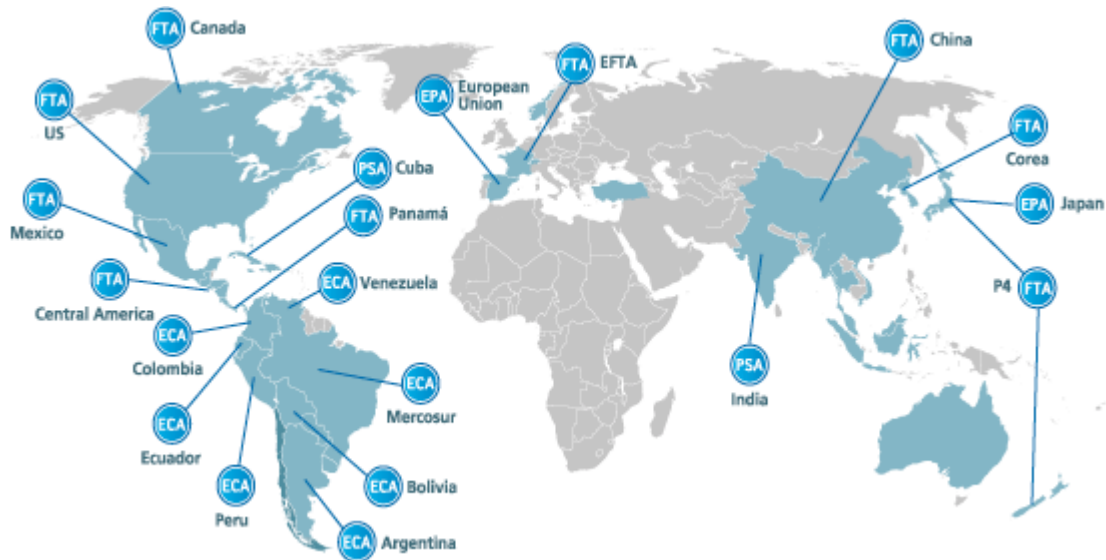 FTA Canada
FTA EFTA
FTA China
EPA European
Union
FTA
US
FTA
Corea
PSA Cuba
FTA
Mexico
FTA Panamá
EPA Japan
FTA
Central America
ECA Venezuela
P4 FTA
ECA
Colombia
PSA
India
ECA
Mercosur
ECA
Ecuador
ECA
Peru
ECA Bolivia
ECA Argentina